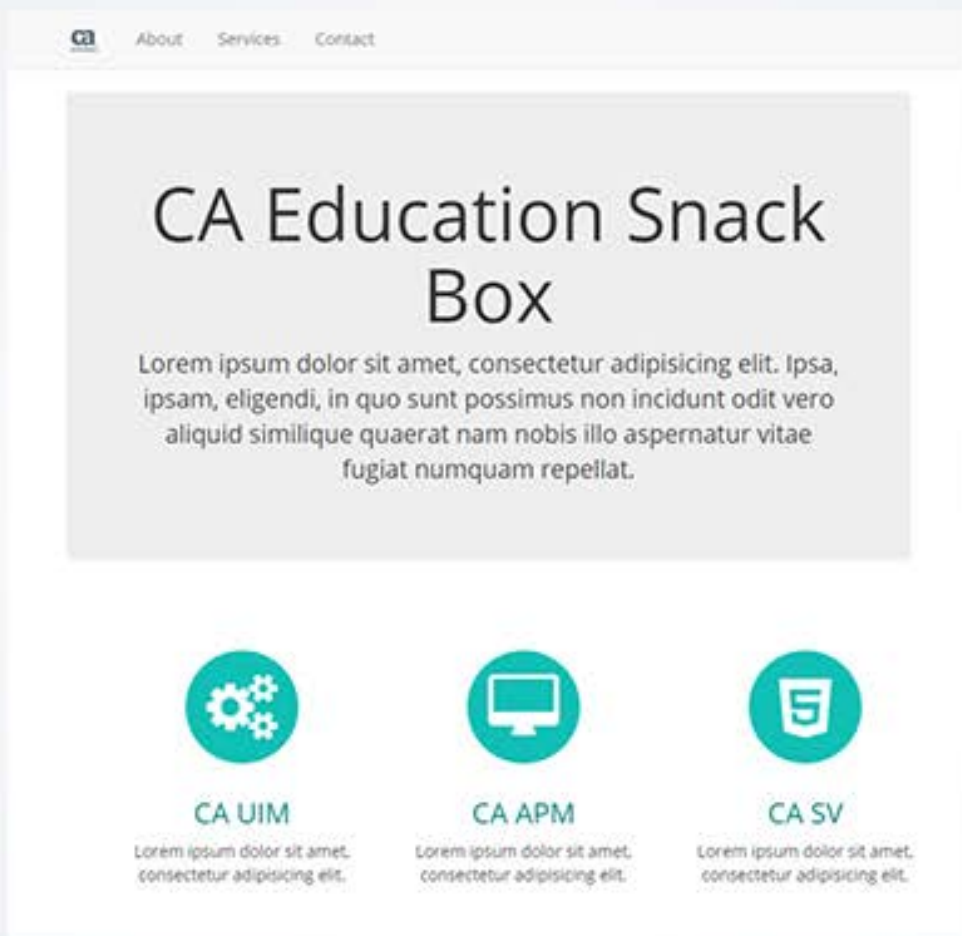 ca
About Services Contact
CA Education Snack
Box
Lorem ipsum dolor sit amet, consectetur adipisicing elit. Ipsa,
ipsam, eligendi, in quo sunt possimus non incidunt odit vero
aliquid similique quaerat nam nobis illo aspernatur vitae
fugiat numquam repellat.
CA UIM
Lorem ipsum dolor sit amet,
consectetur adipisicing elit.
CA APM
Lorem ipsum dolor sit amet,
consectetur adipisicing elit.
CA SV
Lorem ipsum dolor sit amet,
consectetur adipisicing elit.